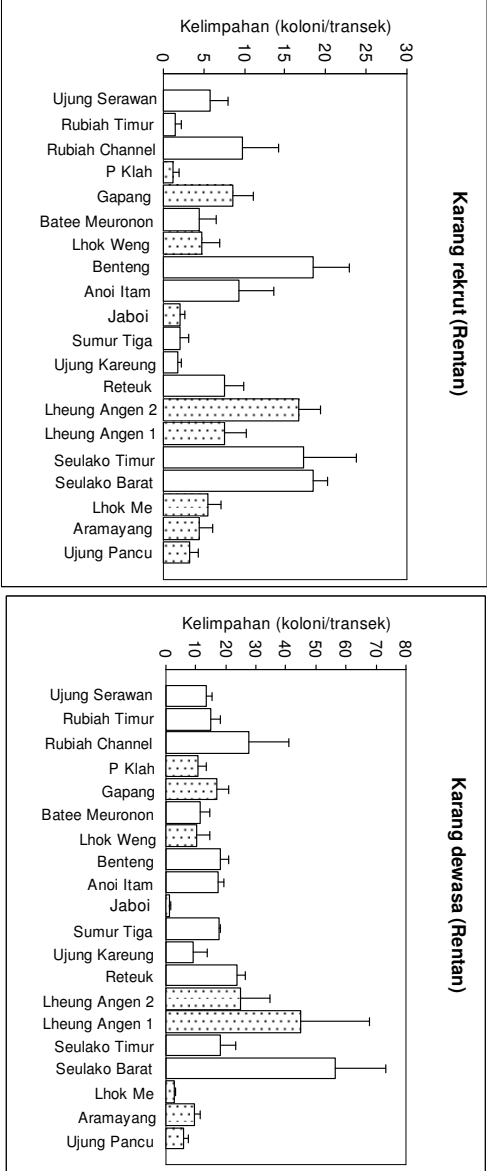 Karang rekrut (Rentan)
Kelimpahan (koloni/transek)
0 5 10 15 20 25 30
Ujung Serawan
Rubiah Timur
Rubiah Channel
P Klah
Gapang
Batee Meuronon
Lhok Weng
Benteng
Anoi Itam
Jaboi
Sumur Tiga
Ujung Kareung
Reteuk
Lheung Angen 2
Lheung Angen 1
Seulako Timur
Seulako Barat
Lhok Me
Aramayang
Ujung Pancu
Karang dewasa (Rentan)
Kelimpahan (koloni/transek)
0 10 20 30 40 50 60 70 80
Ujung Serawan
Rubiah Timur
Rubiah Channel
P Klah
Gapang
Batee Meuronon
Lhok Weng
Benteng
Anoi Itam
Jaboi
Sumur Tiga
Ujung Kareung
Reteuk
Lheung Angen 2
Lheung Angen 1
Seulako Timur
Seulako Barat
Lhok Me
Aramayang
Ujung Pancu